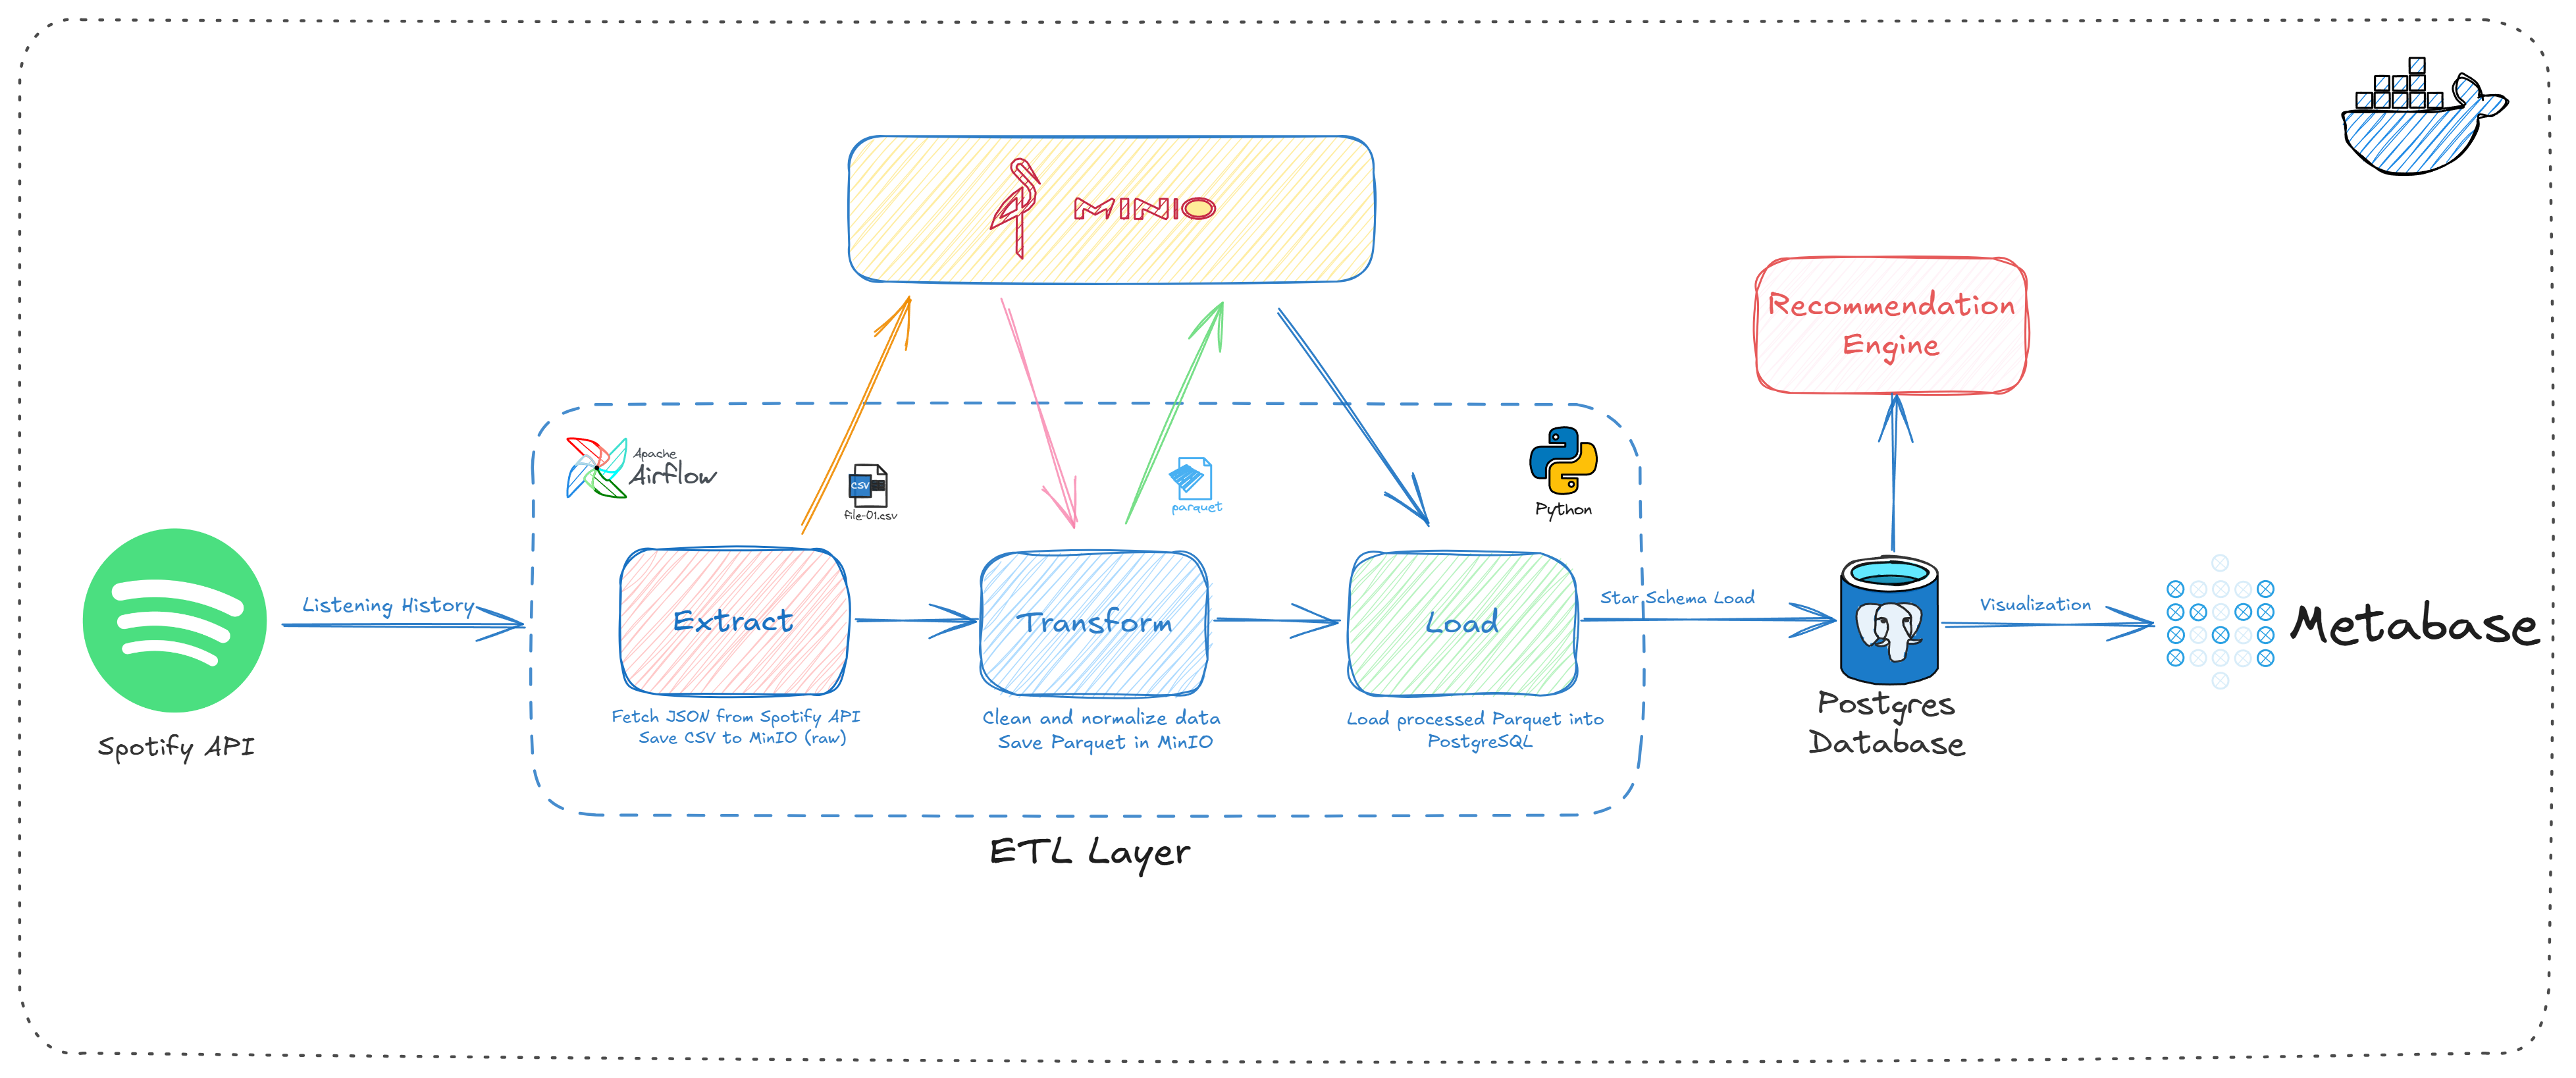 MINIO
Recommendation
Engine
Apache
Airflow
CSV
file-01.csv
parquet
Python
Listening History
Extract
Transform
Load
Star Schema Load
Visualization
Metabase
Fetch JSON from Spotify API
Save CSV to MinIO (raw)
Clean and normalize data
Save Parquet in MinIO
Load processed Parquet into
PostgreSQL
Postgres
Database
Spotify API
ETL Layer